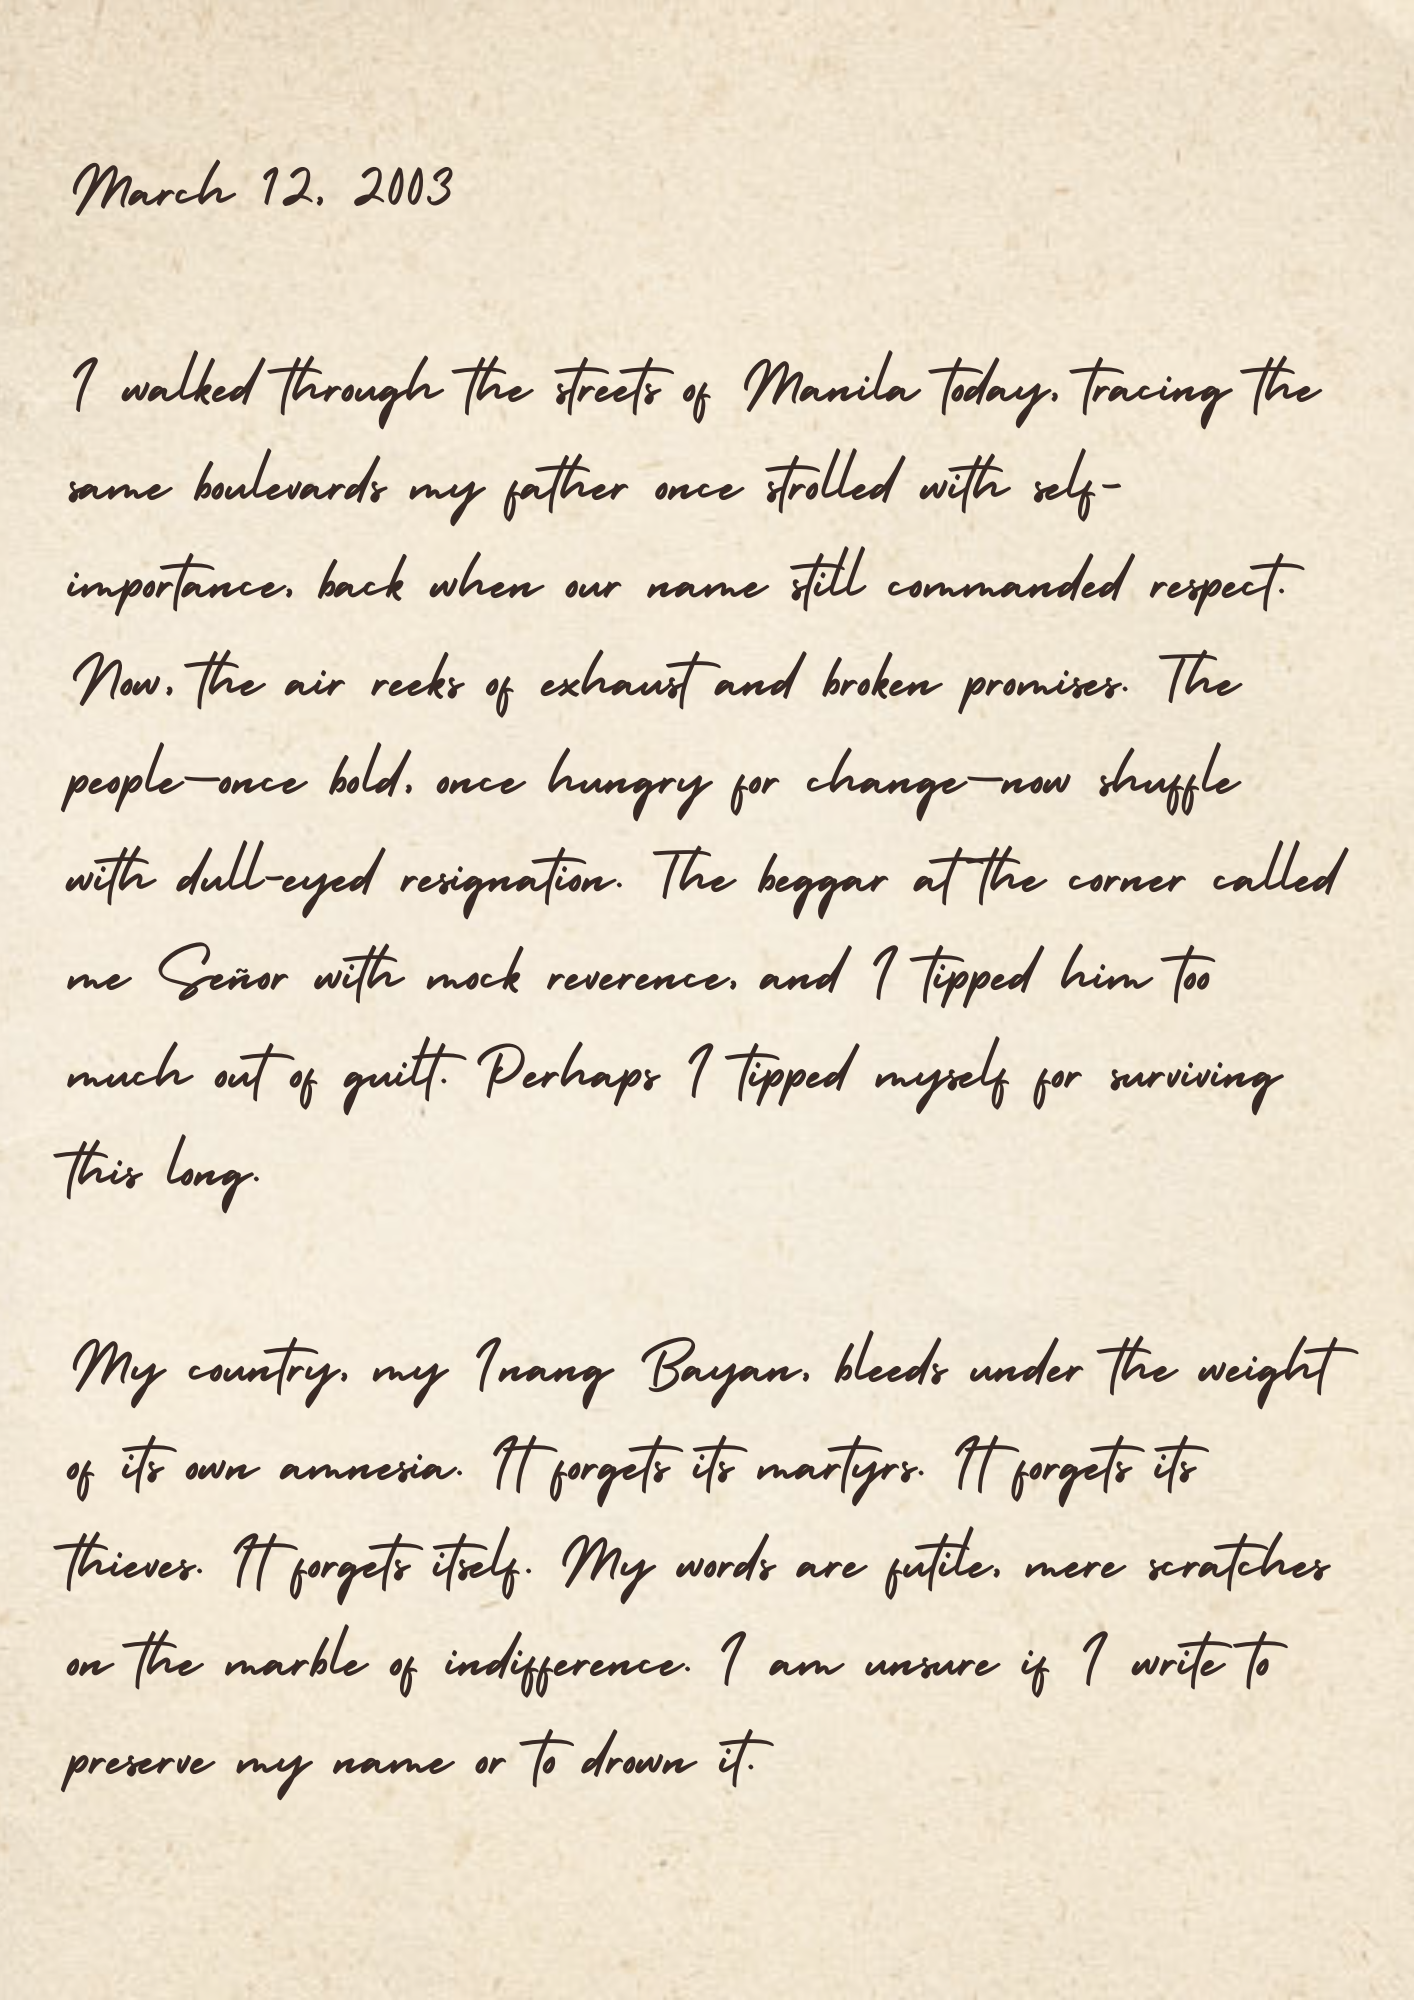 March 12, 2003
I walked through the streets of Manila today, tracing the
same boulevards my father once strolled with self-
importance, back when our name still commanded respect.
Now, the air reeks of exhaust and broken promises. The
people—once bold, once hungry for change—now shuffle
with dull-eyed resignation. The beggar at the corner called
me Señor with mock reverence, and I tipped him too
much out of guilt. Perhaps I tipped myself for surviving
this long.
My country, my Inang Bayan, bleeds under the weight
of its own amnesia. It forgets its martyrs. It forgets its
thieves. It forgets itself. My words are futile, mere scratches
on the marble of indifference. I am unsure if I write to
preserve my name or to drown it.